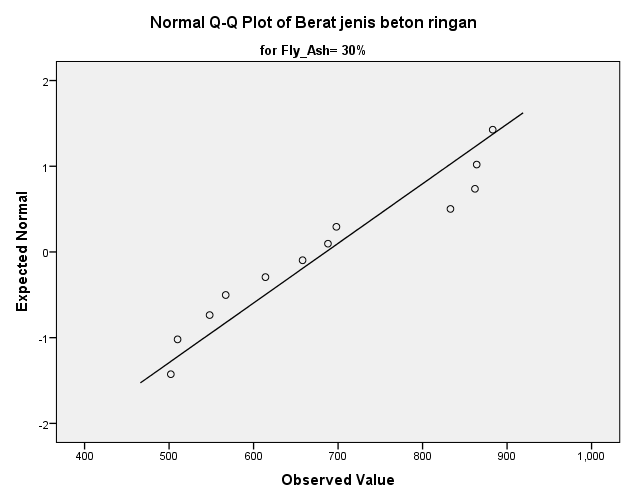 Normal Q-Q Plot of Berat jenis beton ringan
for Fly_Ash= 30%
Expected Normal
2
1
0
-1
-2
400 500 600 700 800 900 1,000
Observed Value